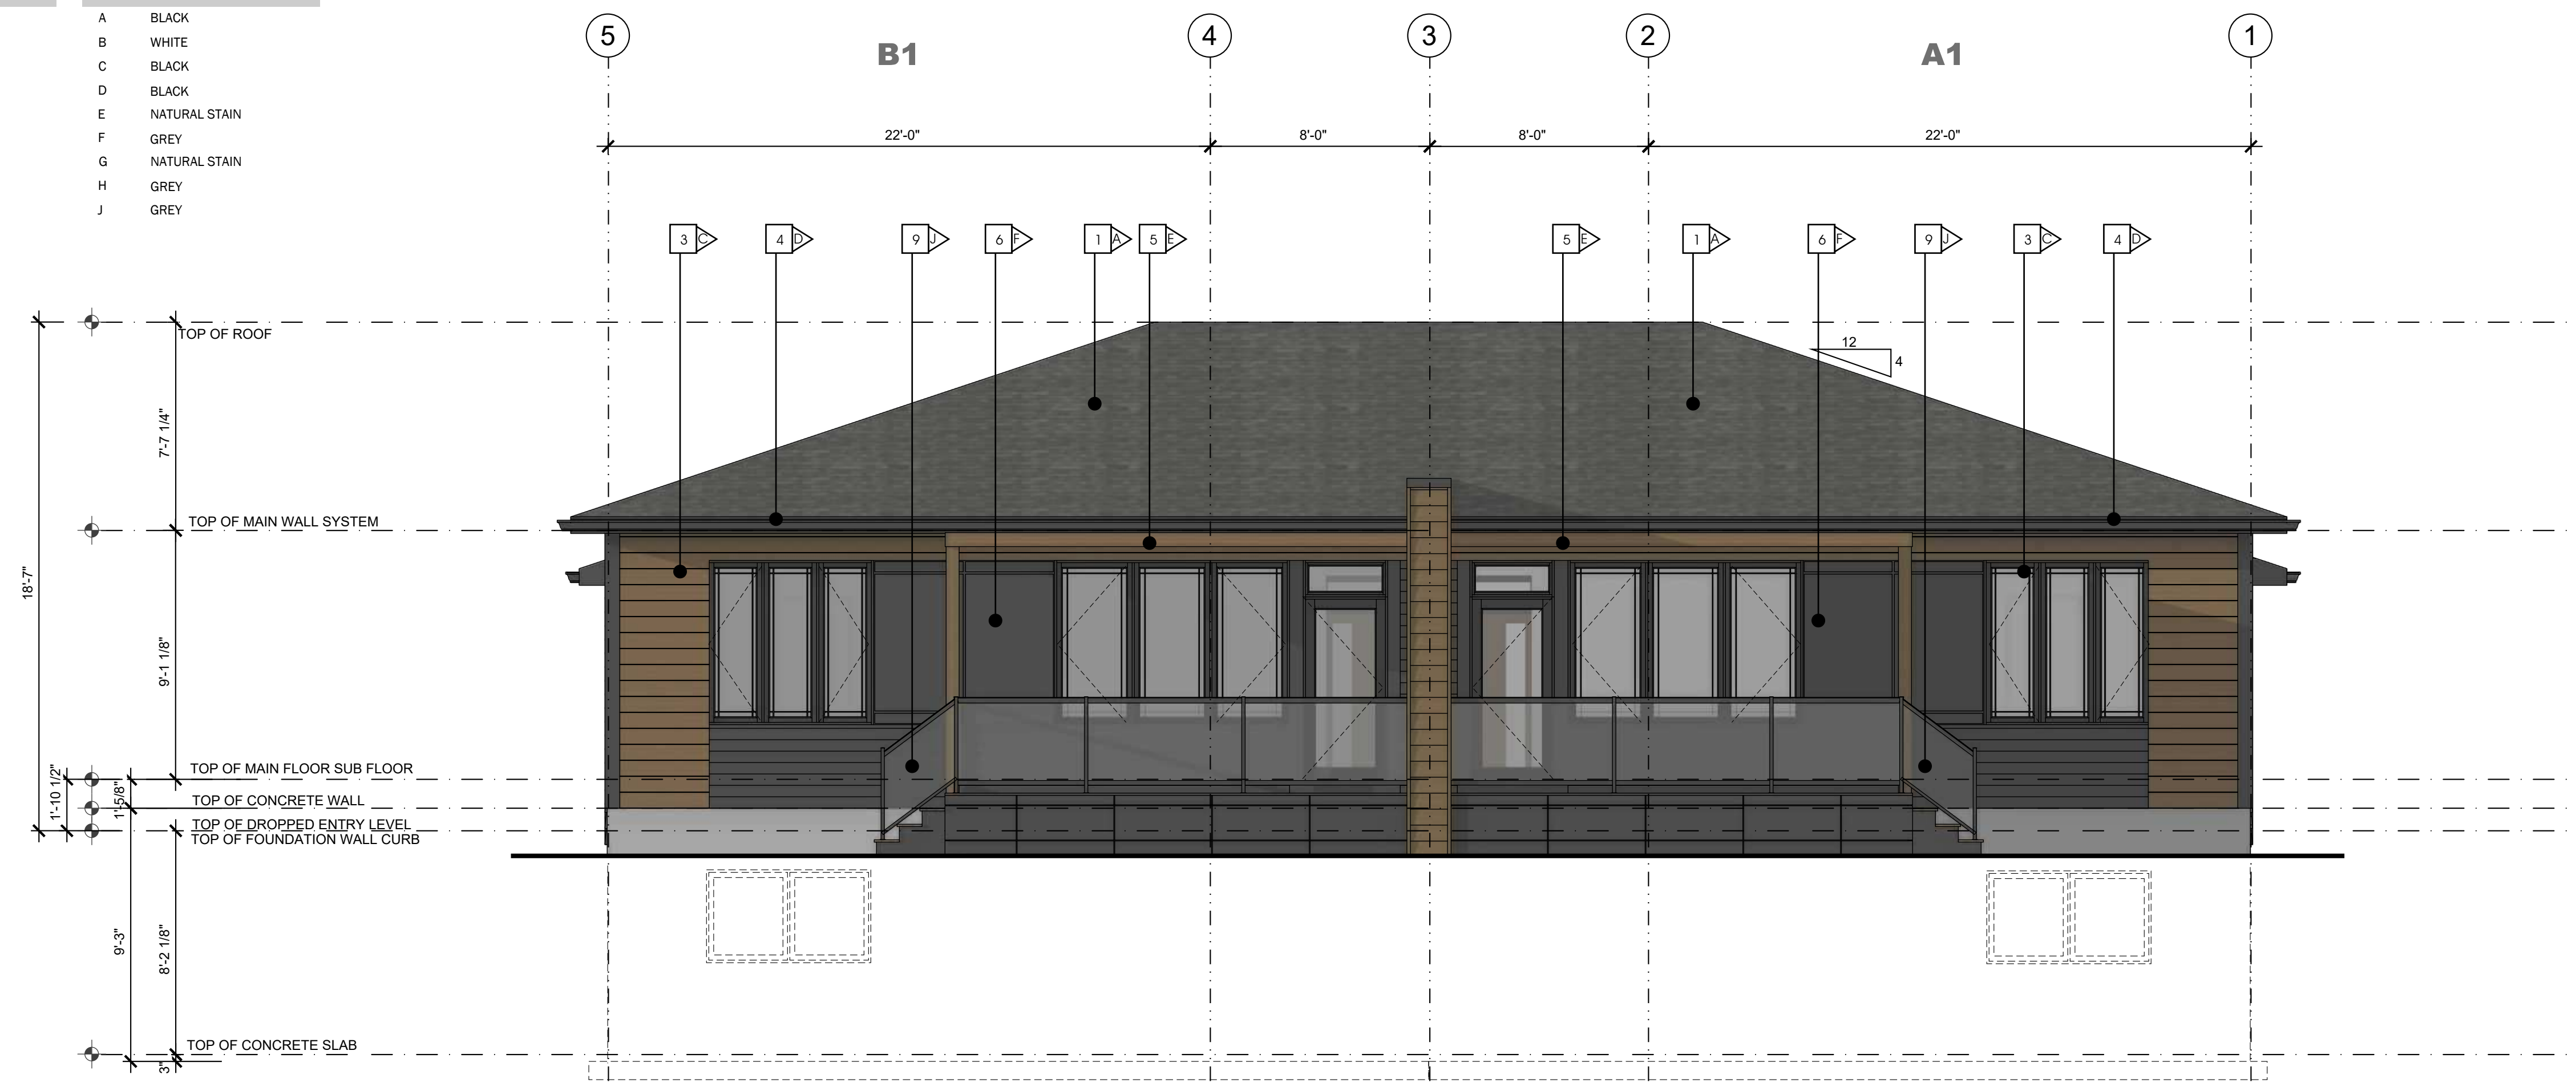 A BLACK
B WHITE
C BLACK
D BLACK
E NATURAL STAIN
F GREY
G NATURAL STAIN
H GREY
J GREY
5 4 3 2 1
B1 A1
22'-0" 8'-0" 8'-0" 22'-0"
3 C 4 D 9 J 6 F 1 A 5 E 5 E 1 A 6 F 9 J 3 C 4 D
TOP OF ROOF
12
4
7'-7 1/4"
TOP OF MAIN WALL SYSTEM
18'-7"
9'-1 1/8"
TOP OF MAIN FLOOR SUB FLOOR
1'-10 1/2"
1'-5/8"
TOP OF CONCRETE WALL
TOP OF DROPPED ENTRY LEVEL
TOP OF FOUNDATION WALL CURB
9'-3"
8'-2 1/8"
TOP OF CONCRETE SLAB
3"